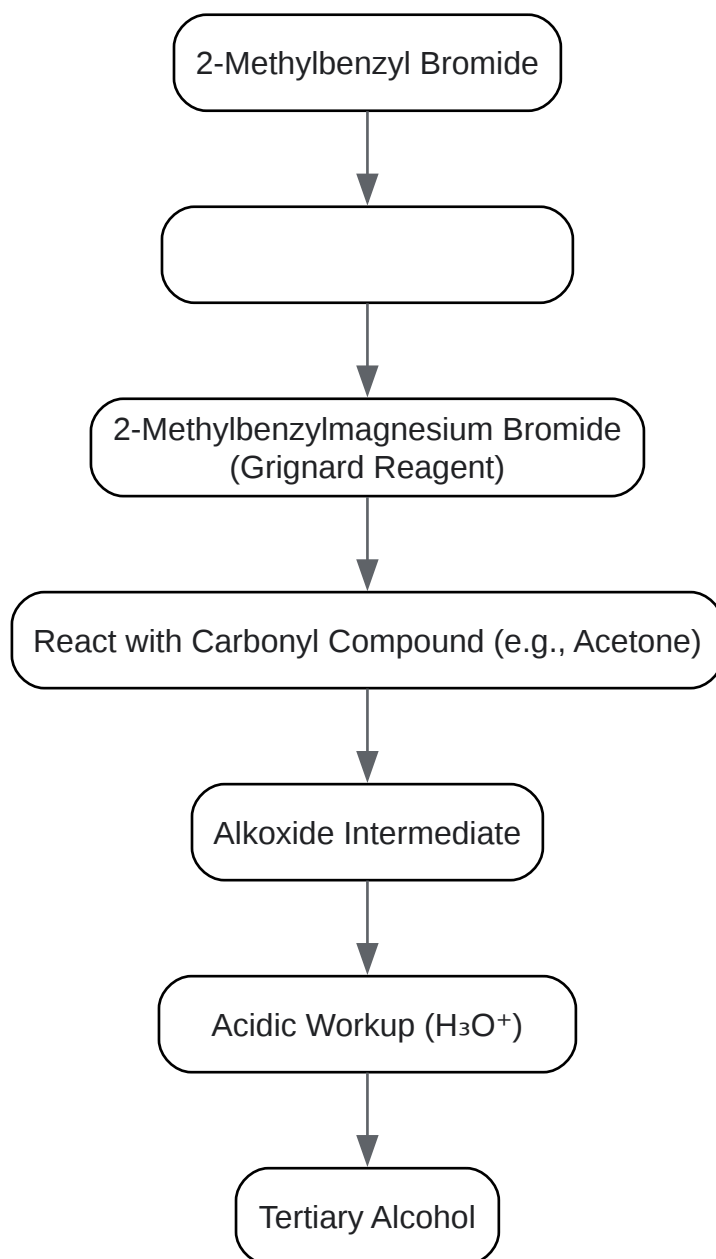 2-Methylbenzyl Bromide
2-Methylbenzylmagnesium Bromide
(Grignard Reagent)
React with Carbonyl Compound (e.g., Acetone)
Alkoxide Intermediate
Acidic Workup (H₃O⁺)
Tertiary Alcohol